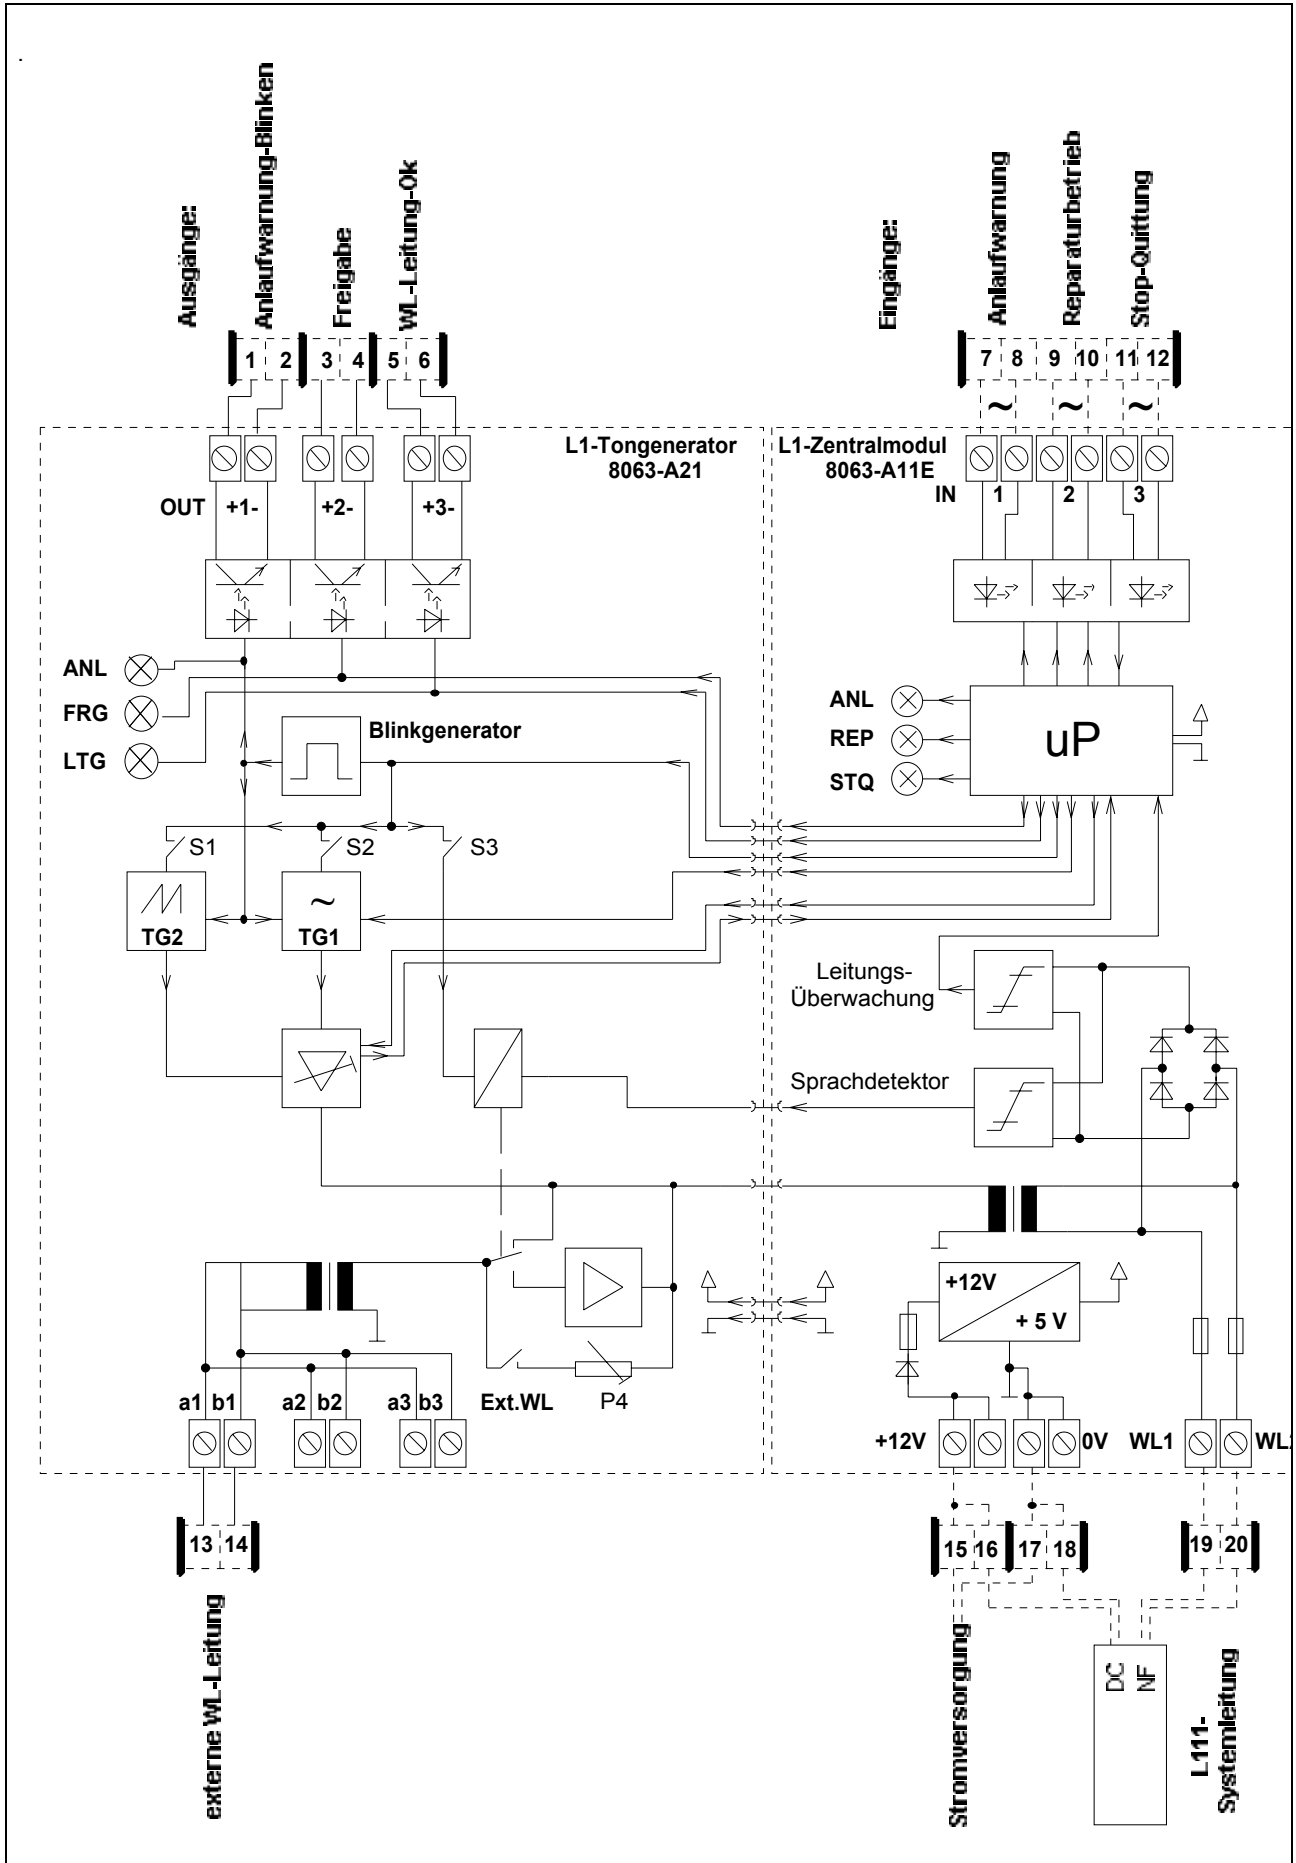 Ausgänge:
Anlaufwarnung-Blinken
Freigabe
WL-Leitung-Ok
Eingänge:
Anlaufwarnung
Reparaturbetrieb
Stop-Quittung
1 2 3 4 5 6
7 8 9 10 11 12
~ ~ ~
L1-Tongenerator
8063-A21
L1-Zentralmodul
8063-A11E
OUT +1- +2- +3-
IN 1 2 3
ANL
FRG
LTG
Blinkgenerator
ANL
REP
STQ
uP
S1 S2 S3
TG2
~
TG1
Leitungs-
Überwachung
Sprachdetektor
+12V
+ 5 V
a1 b1 a2 b2 a3 b3
Ext.WL
P4
+12V 0V WL1
13 14
15 16 17 18 19 20
externe WL-Leitung
Stromversorgung
DC
NF
L111-
Systemleitung